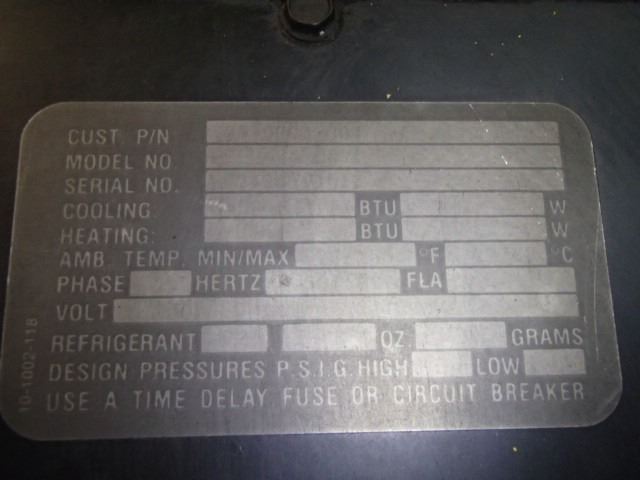 CUST. P/N
MODEL NO.
SERIAL NO.
COOLING: BTU W
HEATING: BTU W
AMB. TEMP. MIN/MAX °F °C
PHASE HERTZ FLA
VOLT
REFRIGERANT OZ. GRAMS
DESIGN PRESSURES P.S.I.G HIGH LOW
USE A TIME DELAY FUSE OR CIRCUIT BREAKER
10-1002-118